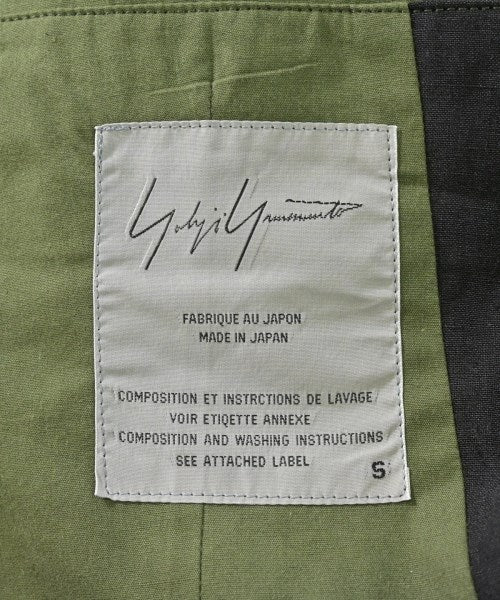 Yohji Yamamoto
FABRIQUE AU JAPON
MADE IN JAPAN
COMPOSITION ET INSTRCTIONS DE LAVAGE/
VOIR ETIQETTE ANNEXE/
COMPOSITION AND WASHING INSTRUCTIONS
SEE ATTACHED LABEL
S